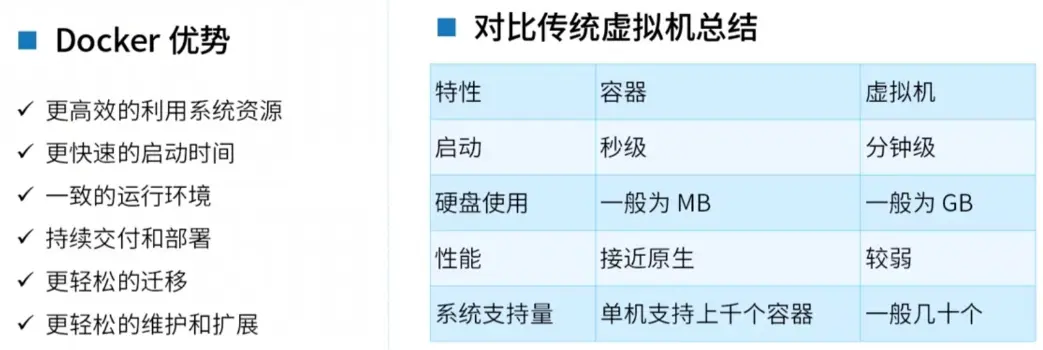 Docker 优势
更高效的利用系统资源
更快速的启动时间
一致的运行环境
持续交付和部署
更轻松的迁移
更轻松的维护和扩展
对比传统虚拟机总结
特性 容器 虚拟机
启动 秒级 分钟级
硬盘使用 一般为 MB 一般为 GB
性能 接近原生 较弱
系统支持量 单机支持上千个容器 一般几十个